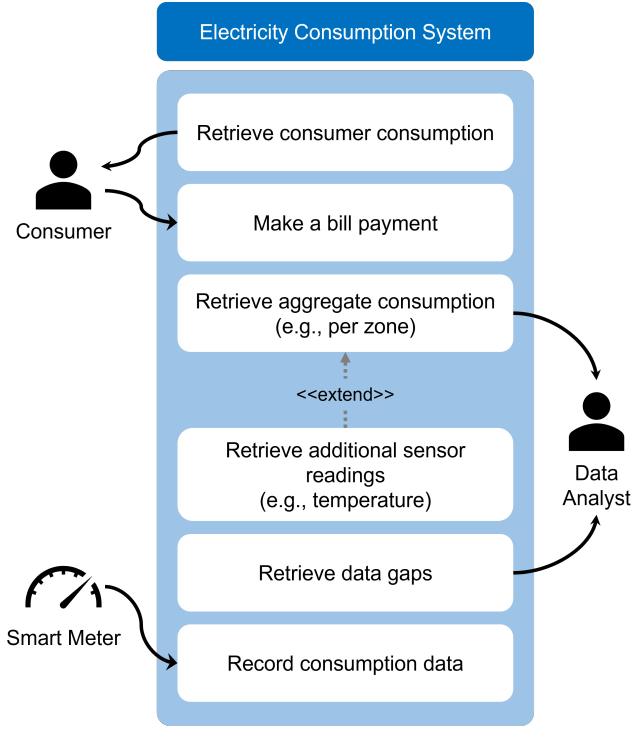 Electricity Consumption System
Retrieve consumer consumption
Consumer
Make a bill payment
Retrieve aggregate consumption
(e.g., per zone)
<<extend>>
Retrieve additional sensor
readings
(e.g., temperature)
Data
Analyst
Retrieve data gaps
Smart Meter
Record consumption data